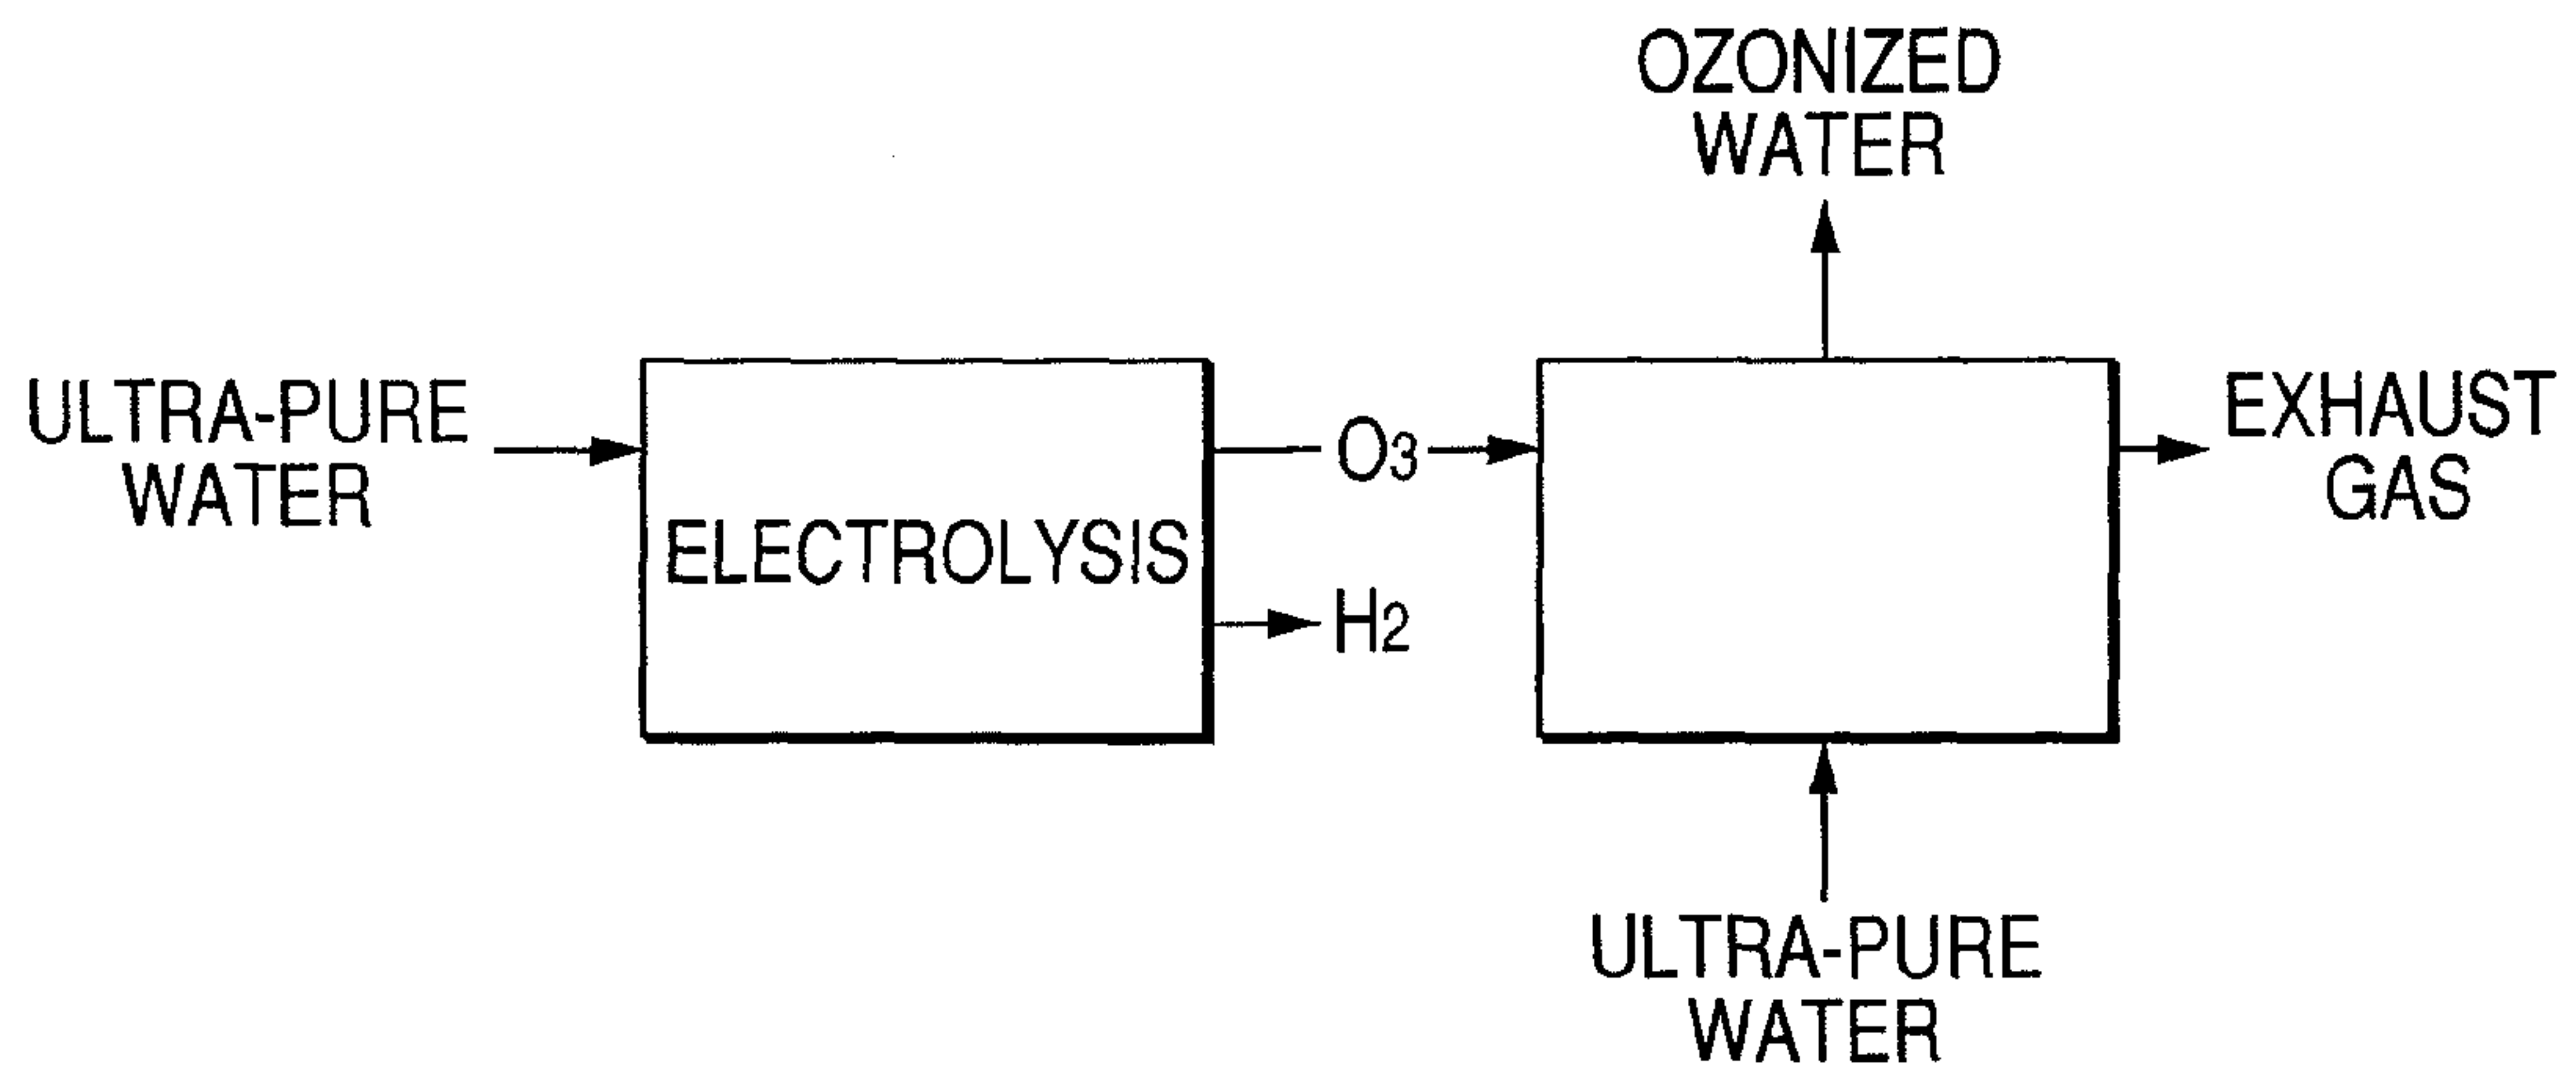 OZONIZED
WATER
ULTRA-PURE
WATER
ELECTROLYSIS
O3
H2
EXHAUST
GAS
ULTRA-PURE
WATER